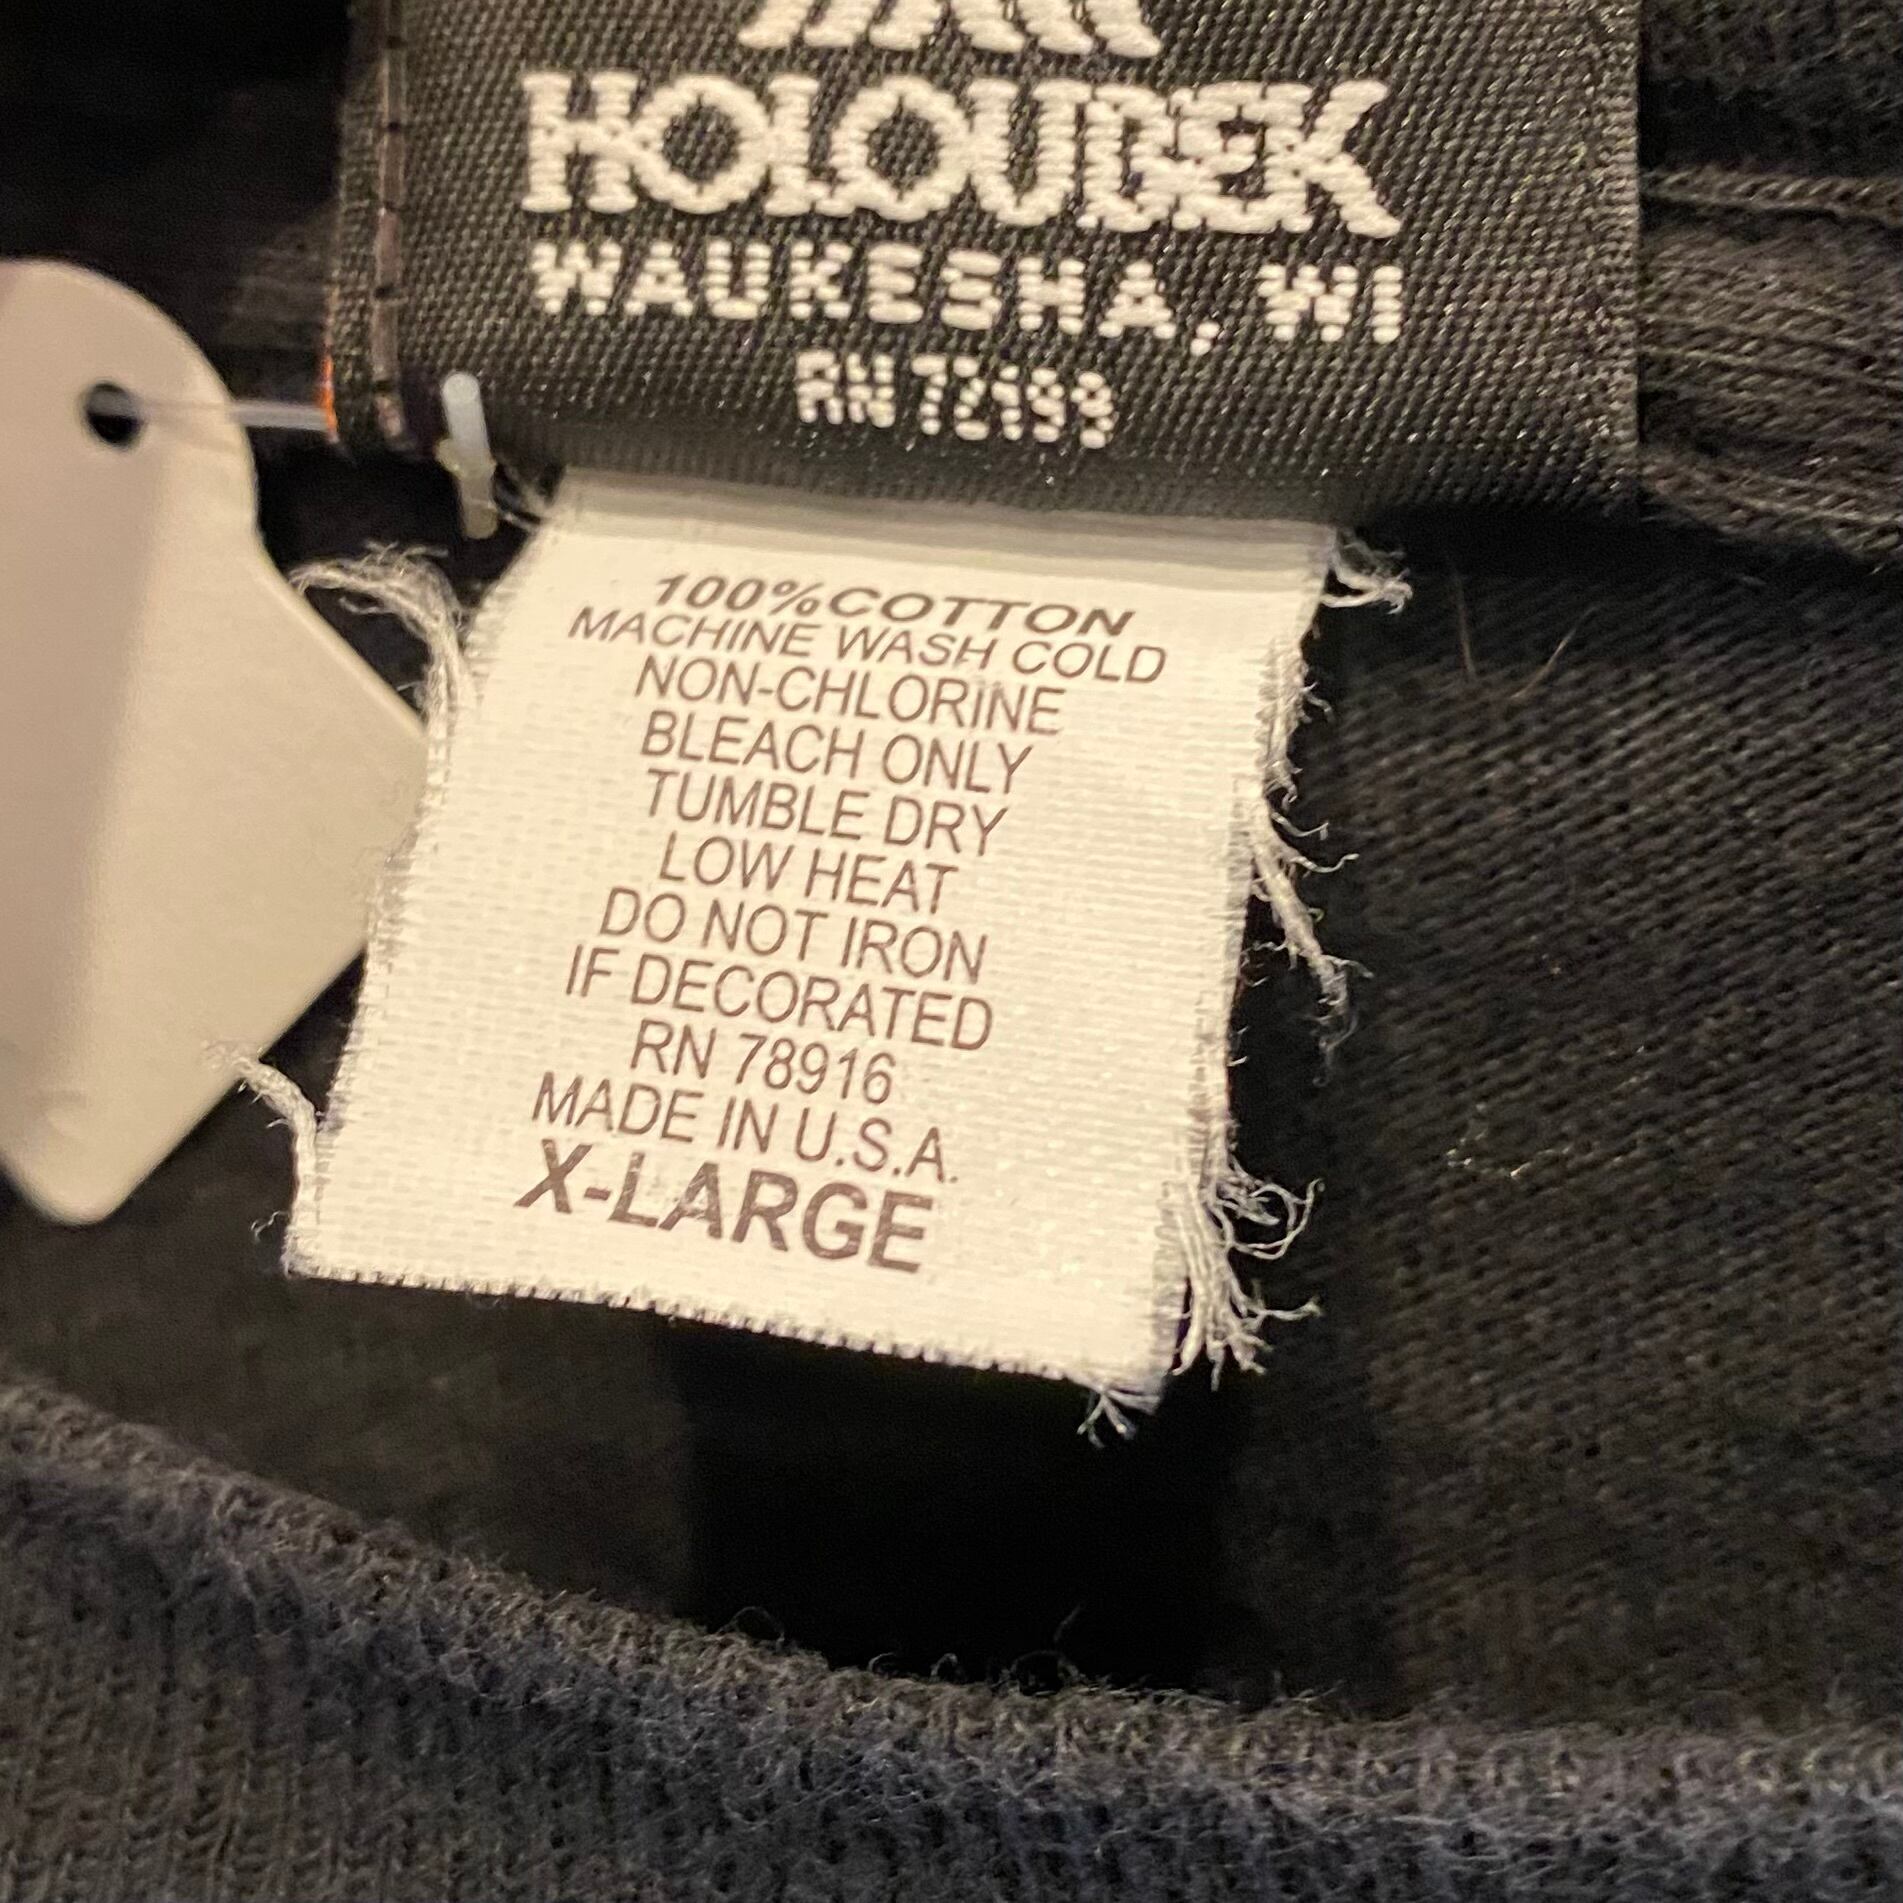 HOLOUBEK
WAUKESHA, WI
RN 72199
100%COTTON
MACHINE WASH COLD
NON-CHLORINE
BLEACH ONLY
TUMBLE DRY
LOW HEAT
DO NOT IRON
IF DECORATED
RN 78916
MADE IN U.S.A.
X-LARGE